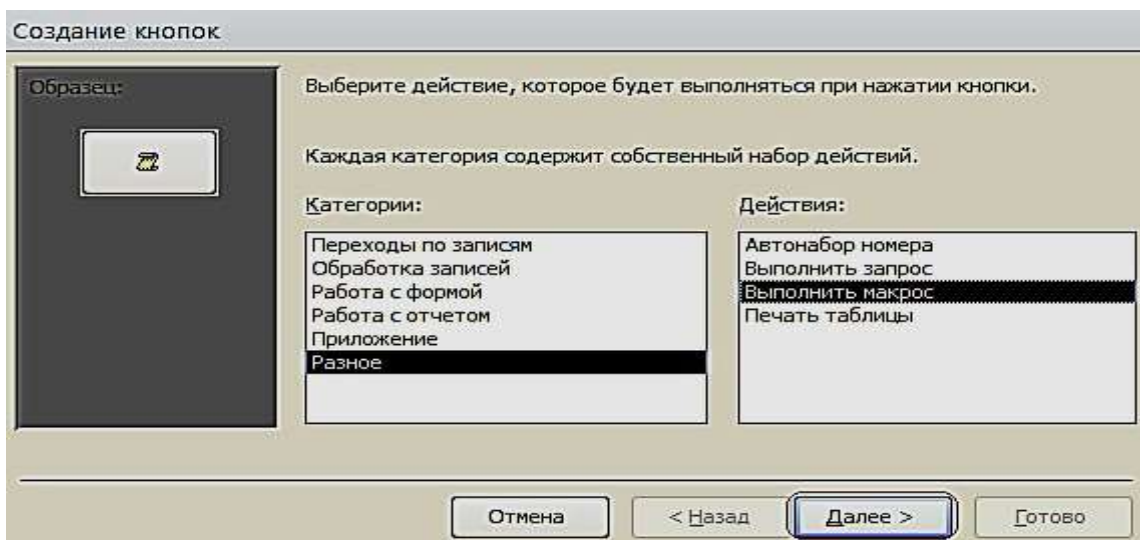 Создание кнопок
Образец:
Выберите действие, которое будет выполняться при нажатии кнопки.
Каждая категория содержит собственный набор действий.
Категории:
Переходы по записям
Обработка записей
Работа с формой
Работа с отчетом
Приложение
Разное
Действия:
Автонабор номера
Выполнить запрос
Выполнить макрос
Печать таблицы
Отмена
< Назад
Далее >
Готово